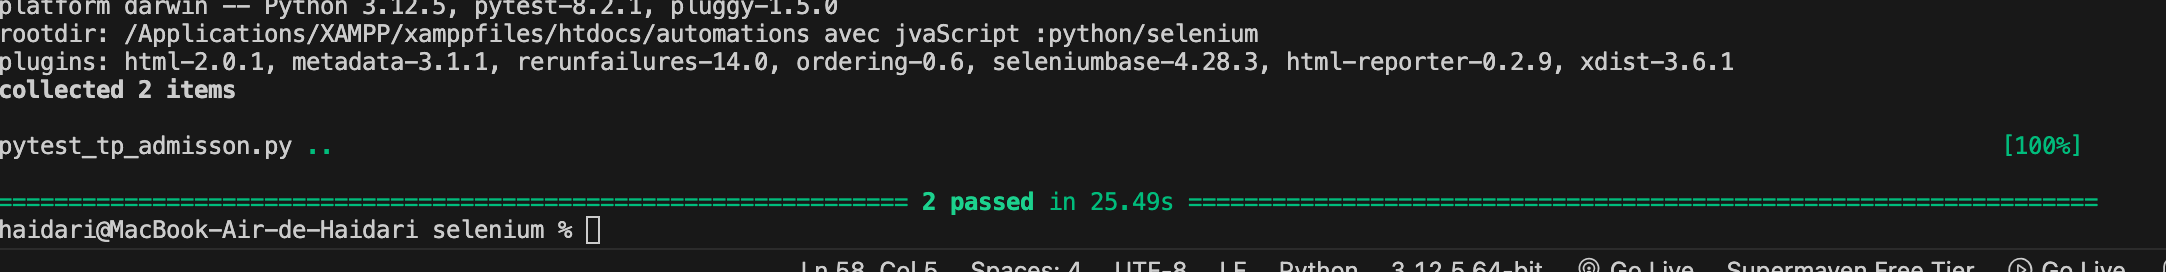 platform darwin -- Python 3.12.5, pytest-8.2.1, pluggy-1.5.0
rootdir: /Applications/XAMPP/xamppfiles/htdocs/automations avec jvaScript :python/selenium
plugins: html-2.0.1, metadata-3.1.1, rerunfailures-14.0, ordering-0.6, seleniumbase-4.28.3, html-reporter-0.2.9, xdist-3.6.1
collected 2 items
pytest_tp_admisson.py .. [100%]
================ 2 passed in 25.49s ================
haidari@MacBook-Air-de-Haidari selenium %
Ln 58, Col 5 Spaces: 4 UTF-8 LF Python 3.12.5 64-bit Go Live Supermaven Free Tier Go Live